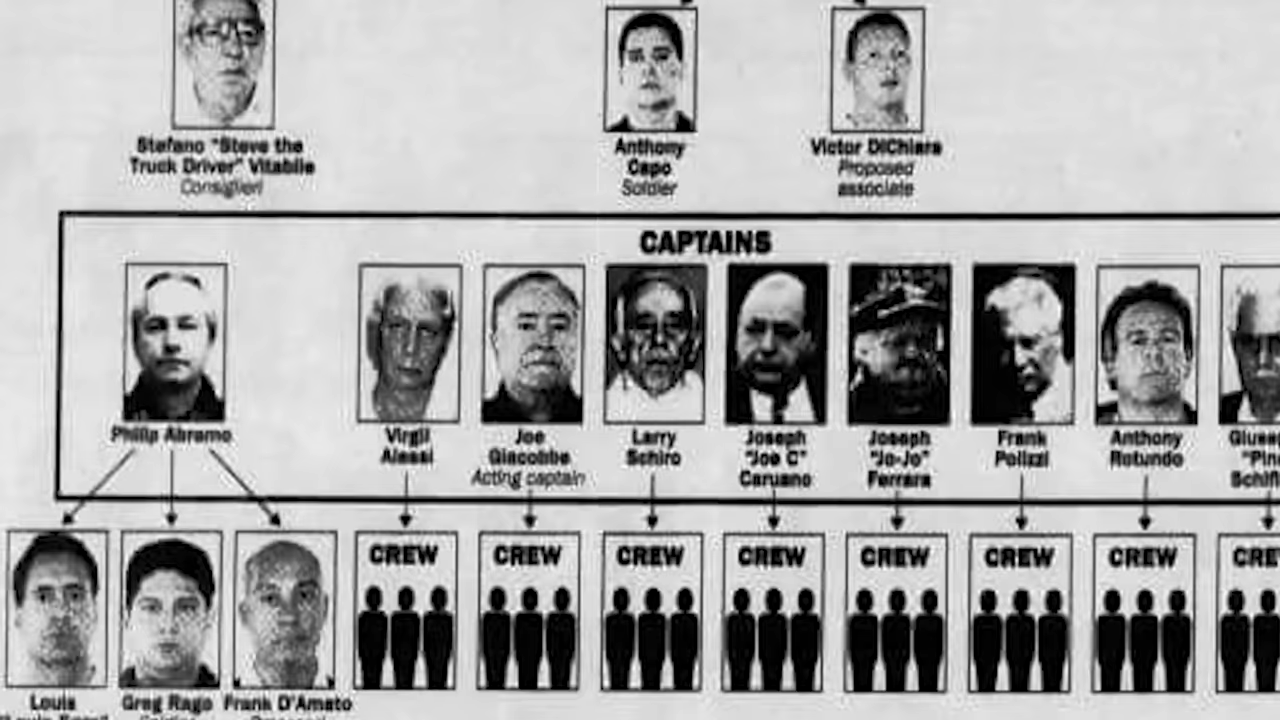 Stefano "Steve the
Truck Driver" Vitabile
Consiglieri
Anthony
Capo
Soldier
Victor DiChiara
Proposed
associate
CAPTAINS
Philip Abramo
Virgil
Alessi
Joe
Giacobbe
Acting captain
Larry
Schiro
Joseph
"Joe C"
Caruano
Joseph
"Jo-Jo"
Ferrara
Frank
Polizzi
Anthony
Rotundo
CREW
CREW
CREW
CREW
CREW
CREW
CREW
Louis
Greg Rago
Frank D'Amato